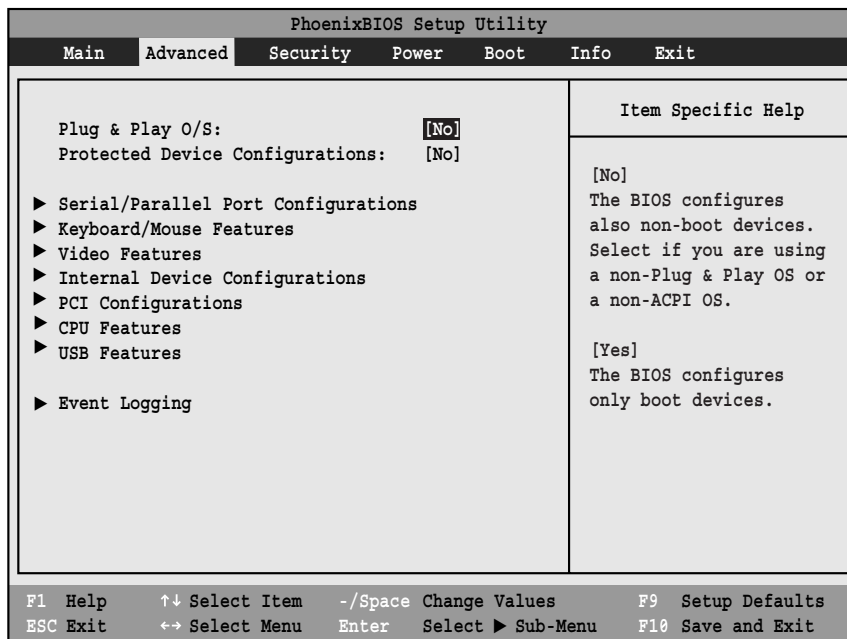 PhoenixBIOS Setup Utility
Main Advanced Security Power Boot Info Exit
Plug & Play O/S: [No]
Protected Device Configurations: [No]
▶ Serial/Parallel Port Configurations
▶ Keyboard/Mouse Features
▶ Video Features
▶ Internal Device Configurations
▶ PCI Configurations
▶ CPU Features
▶ USB Features
▶ Event Logging
Item Specific Help
[No]
The BIOS configures
also non-boot devices.
Select if you are using
a non-Plug & Play OS or
a non-ACPI OS.
[Yes]
The BIOS configures
only boot devices.
F1 Help ↑↓ Select Item -/Space Change Values F9 Setup Defaults
ESC Exit ←→ Select Menu Enter Select ▶ Sub-Menu F10 Save and Exit